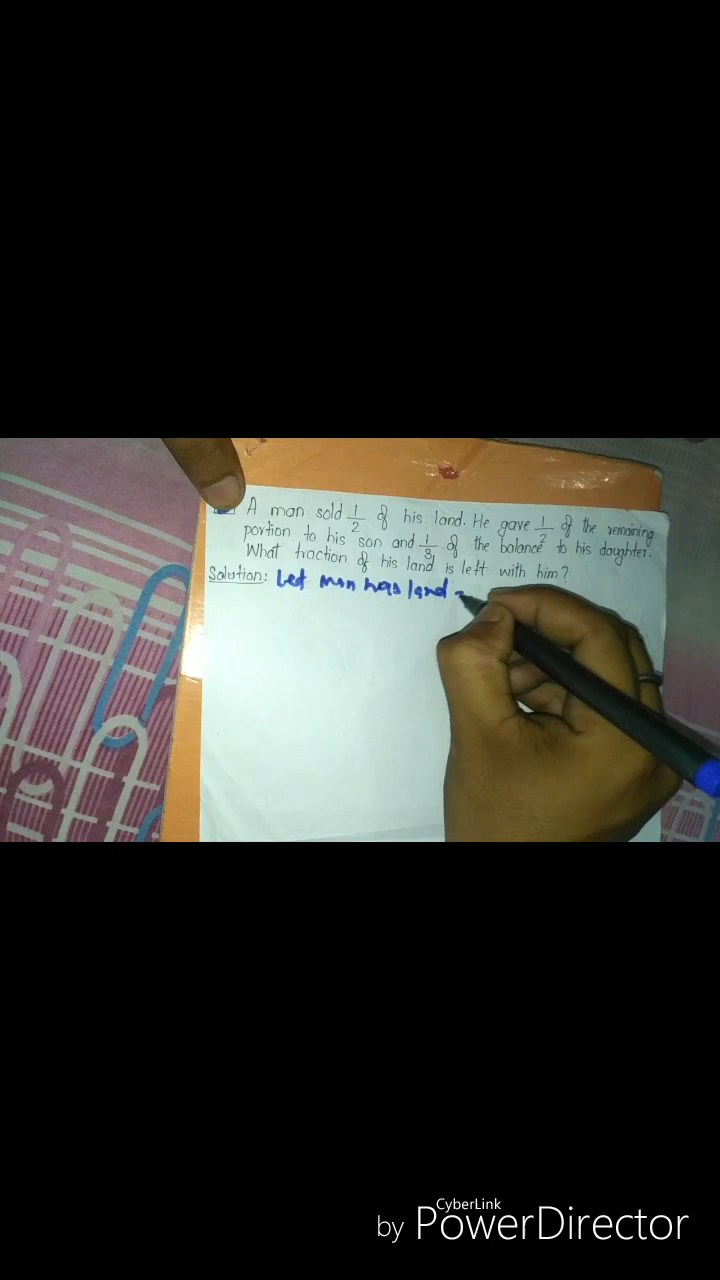 A man sold 1/2 of his land. He gave 1/2 of the remaining
portion to his son and 1/3 of the balance to his daughter.
What fraction of his land is left with him?
Solution: Let man has land =
CyberLink
by PowerDirector